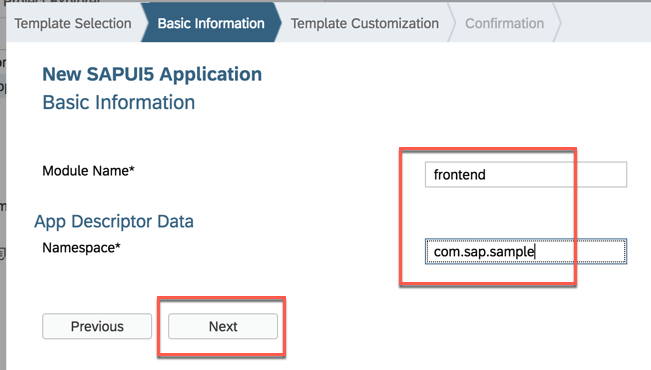 Template Selection Basic Information Template Customization Confirmation
New SAPUI5 Application
Basic Information
Module Name* frontend
App Descriptor Data
Namespace* com.sap.sample
Previous Next